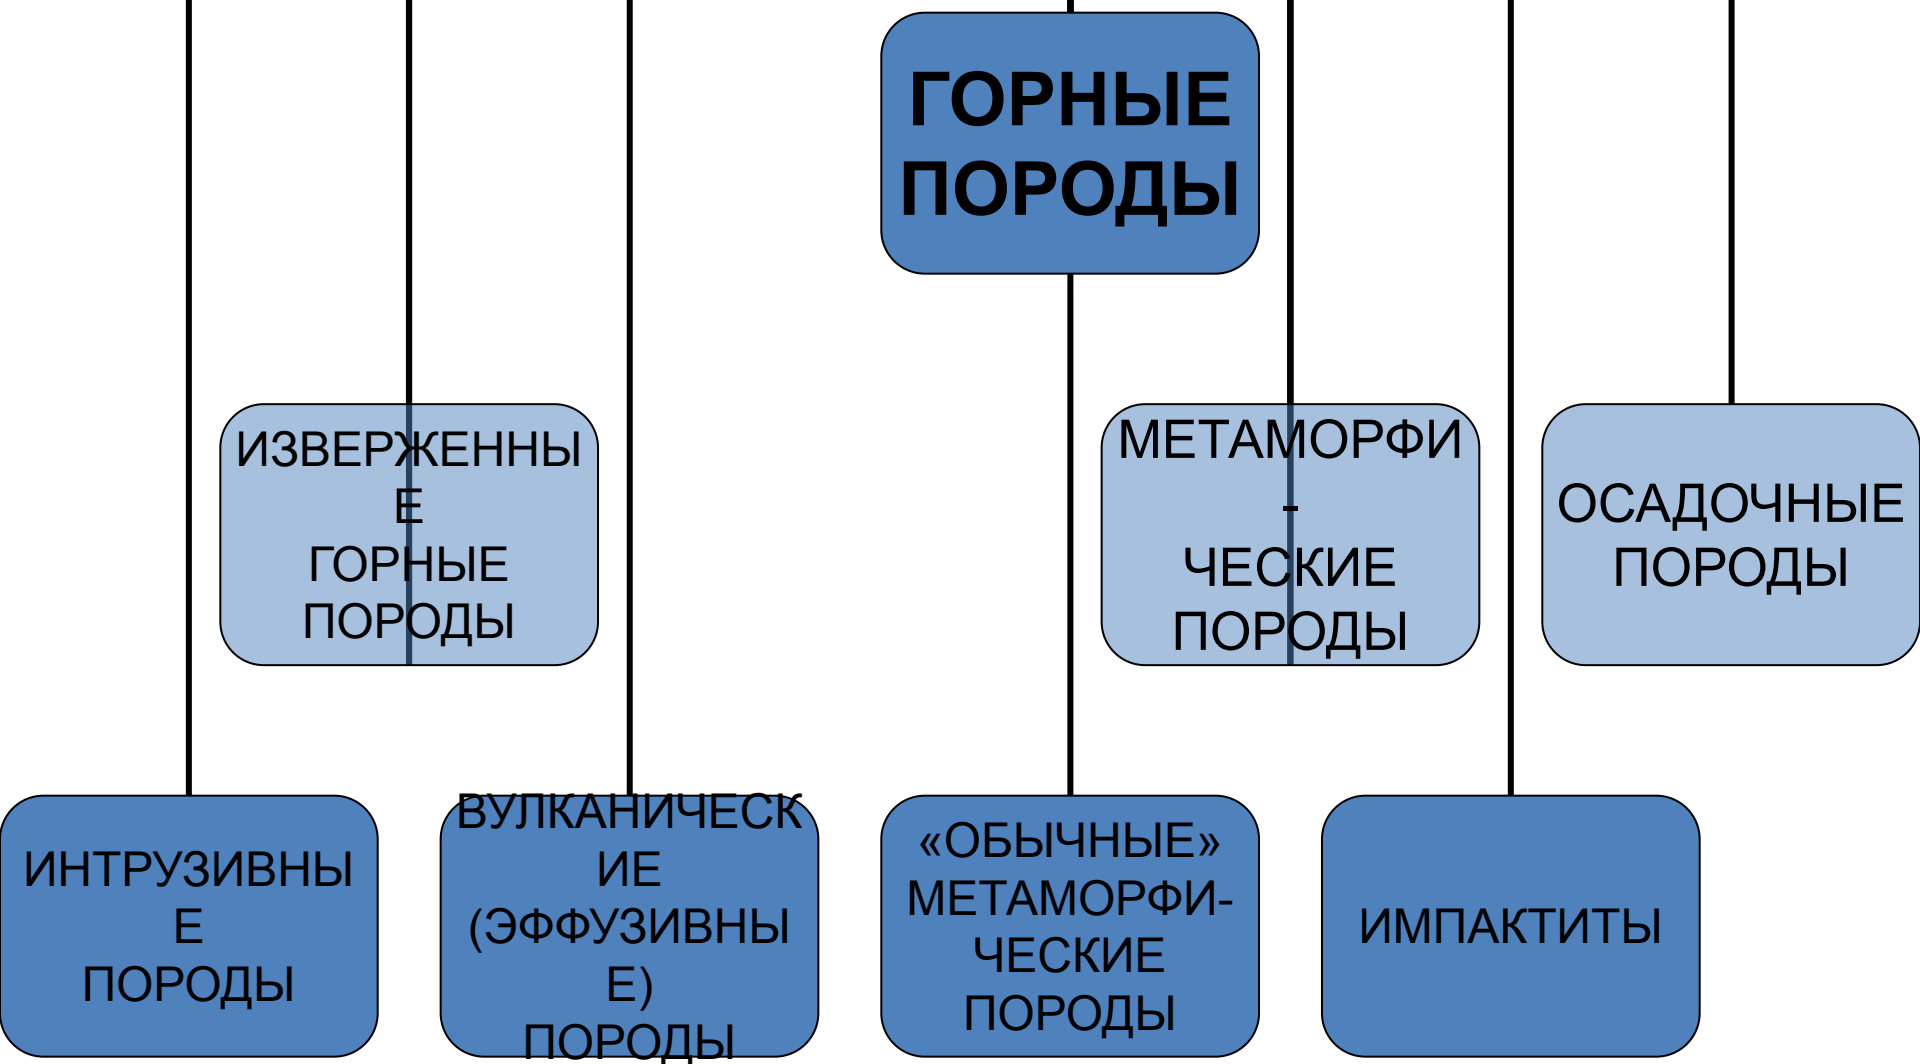 ГОРНЫЕ
ПОРОДЫ
ИЗВЕРЖЕННЫ
Е
ГОРНЫЕ
ПОРОДЫ
МЕТАМОРФИ
-
ЧЕСКИЕ
ПОРОДЫ
ОСАДОЧНЫЕ
ПОРОДЫ
ИНТРУЗИВНЫ
Е
ПОРОДЫ
ВУЛКАНИЧЕСК
ИЕ
(ЭФФУЗИВНЫ
Е)
ПОРОДЫ
«ОБЫЧНЫЕ»
МЕТАМОРФИ-
ЧЕСКИЕ
ПОРОДЫ
ИМПАКТИТЫ